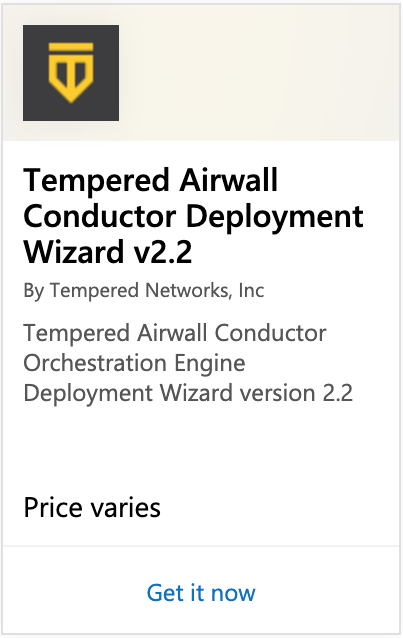 Tempered Airwall
Conductor Deployment
Wizard v2.2
By Tempered Networks, Inc
Tempered Airwall Conductor
Orchestration Engine
Deployment Wizard version 2.2
Price varies
Get it now